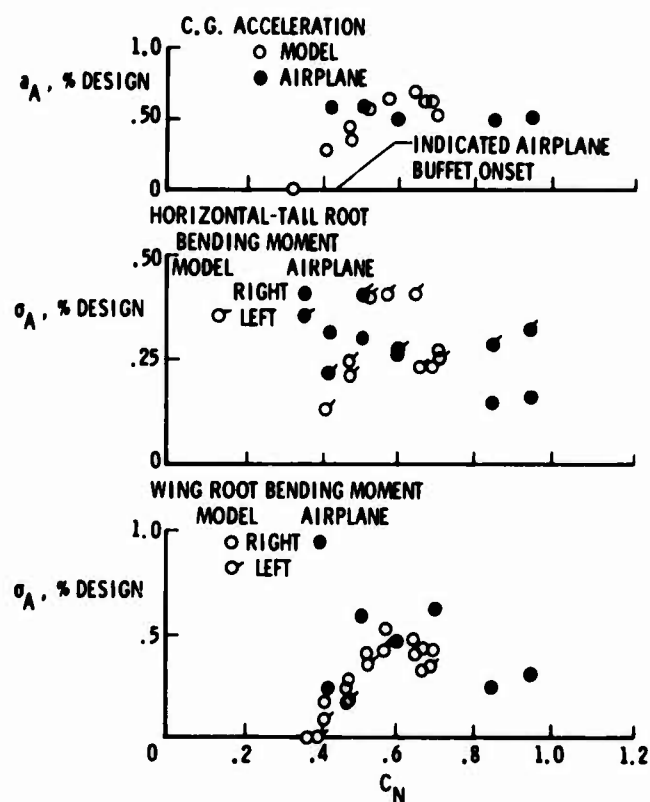 C.G. ACCELERATION
MODEL
AIRPLANE
a_A, % DESIGN
1.0
.50
0
INDICATED AIRPLANE
BUFFET ONSET
HORIZONTAL-TAIL ROOT
BENDING MOMENT
MODEL AIRPLANE
RIGHT
LEFT
σ_A, % DESIGN
.50
.25
0
WING ROOT BENDING MOMENT
MODEL AIRPLANE
RIGHT
LEFT
σ_A, % DESIGN
1.0
.5
0 .2 .4 .6 .8 1.0 1.2
C_N